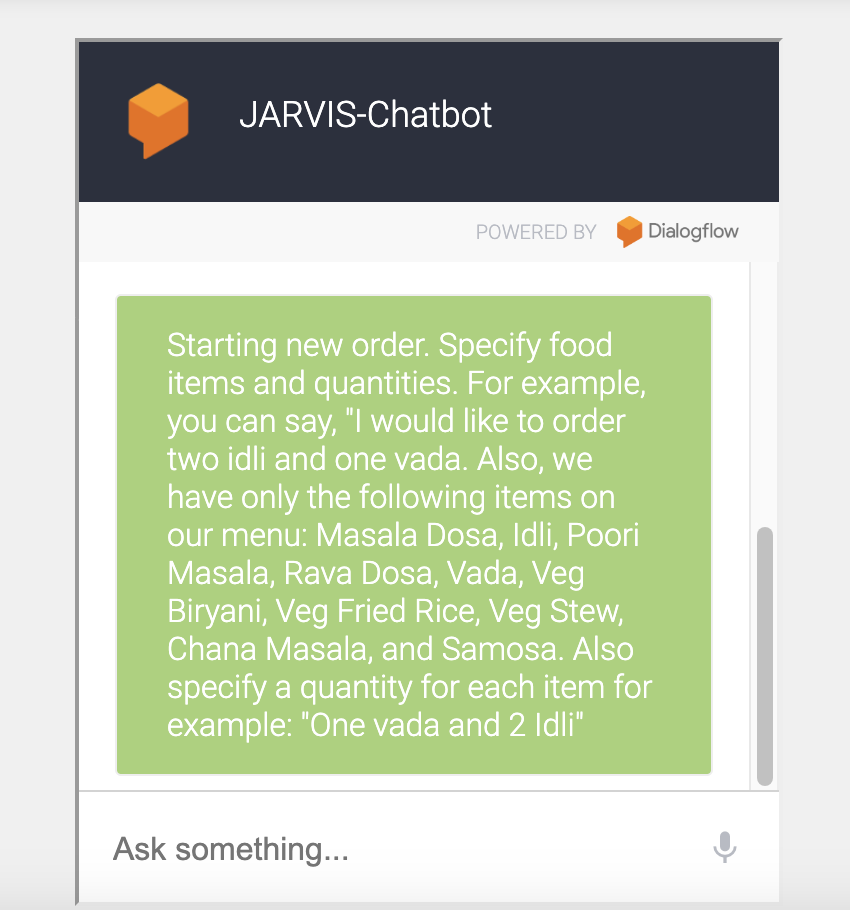 JARVIS-Chatbot
POWERED BY Dialogflow
Starting new order. Specify food
items and quantities. For example,
you can say, "I would like to order
two idli and one vada. Also, we
have only the following items on
our menu: Masala Dosa, Idli, Poori
Masala, Rava Dosa, Vada, Veg
Biryani, Veg Fried Rice, Veg Stew,
Chana Masala, and Samosa. Also
specify a quantity for each item for
example: "One vada and 2 Idli"
Ask something...